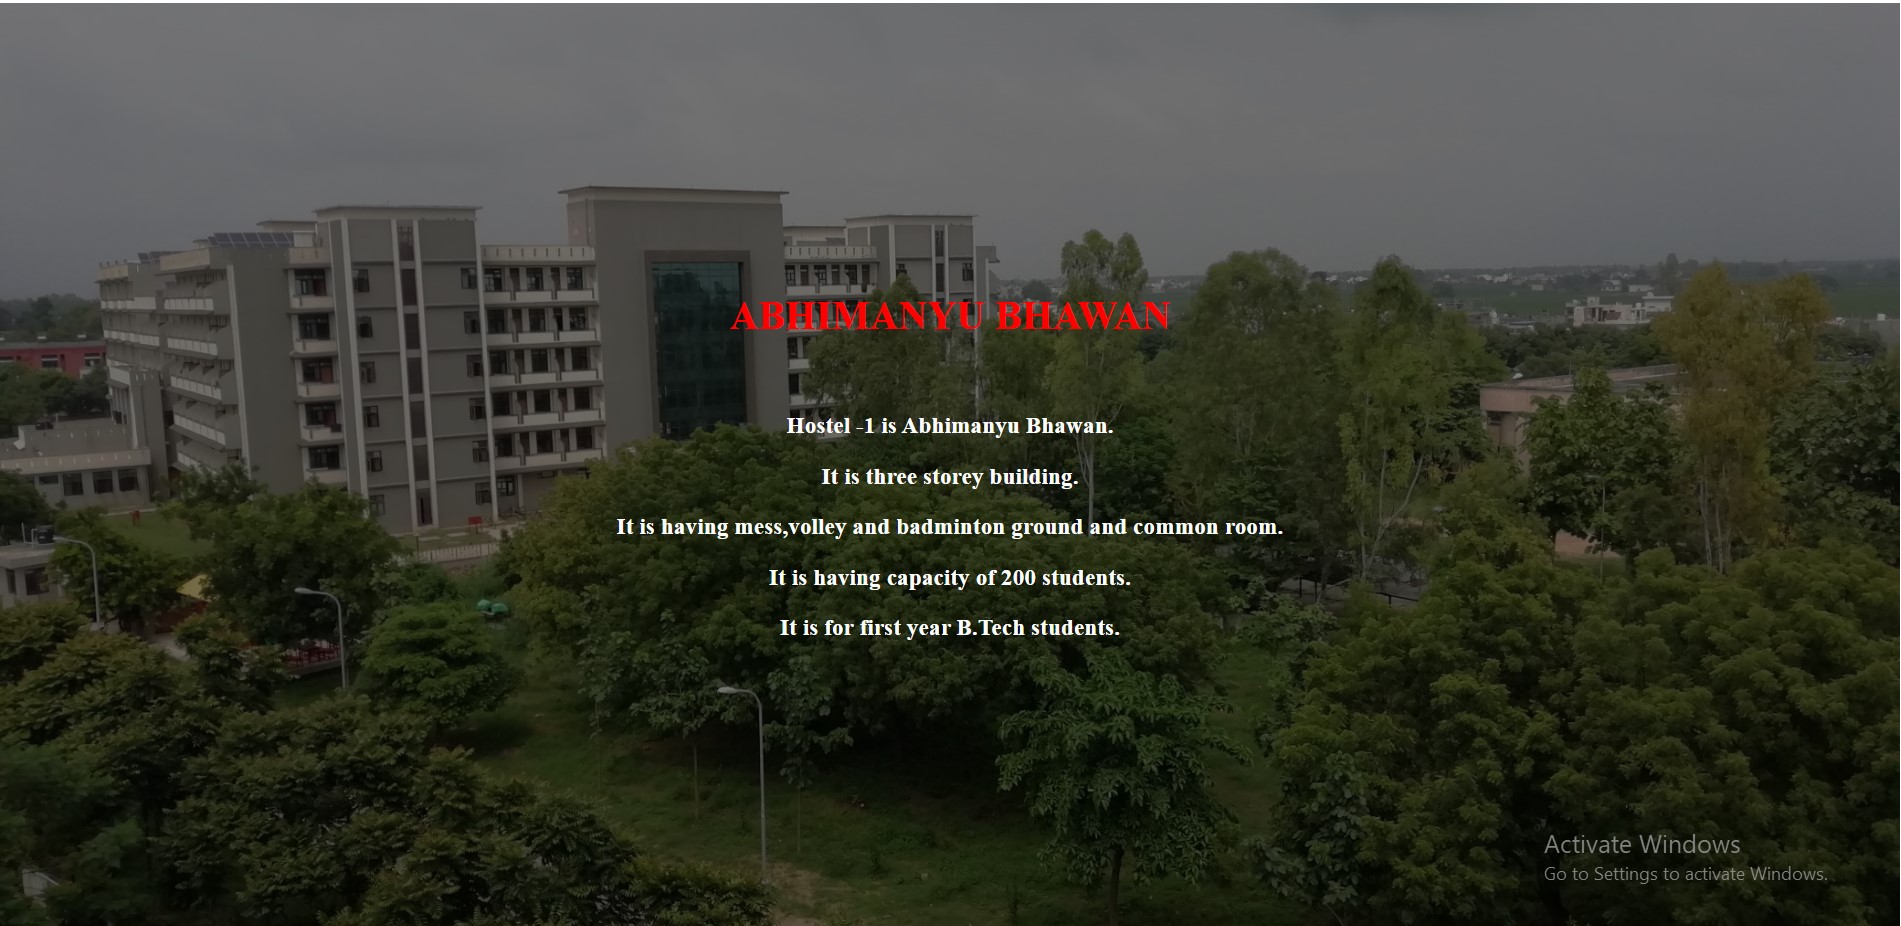 ABHIMANYU BHAWAN
Hostel -1 is Abhimanyu Bhawan.
It is three storey building.
It is having mess,volley and badminton ground and common room.
It is having capacity of 200 students.
It is for first year B.Tech students.
Activate Windows
Go to Settings to activate Windows.